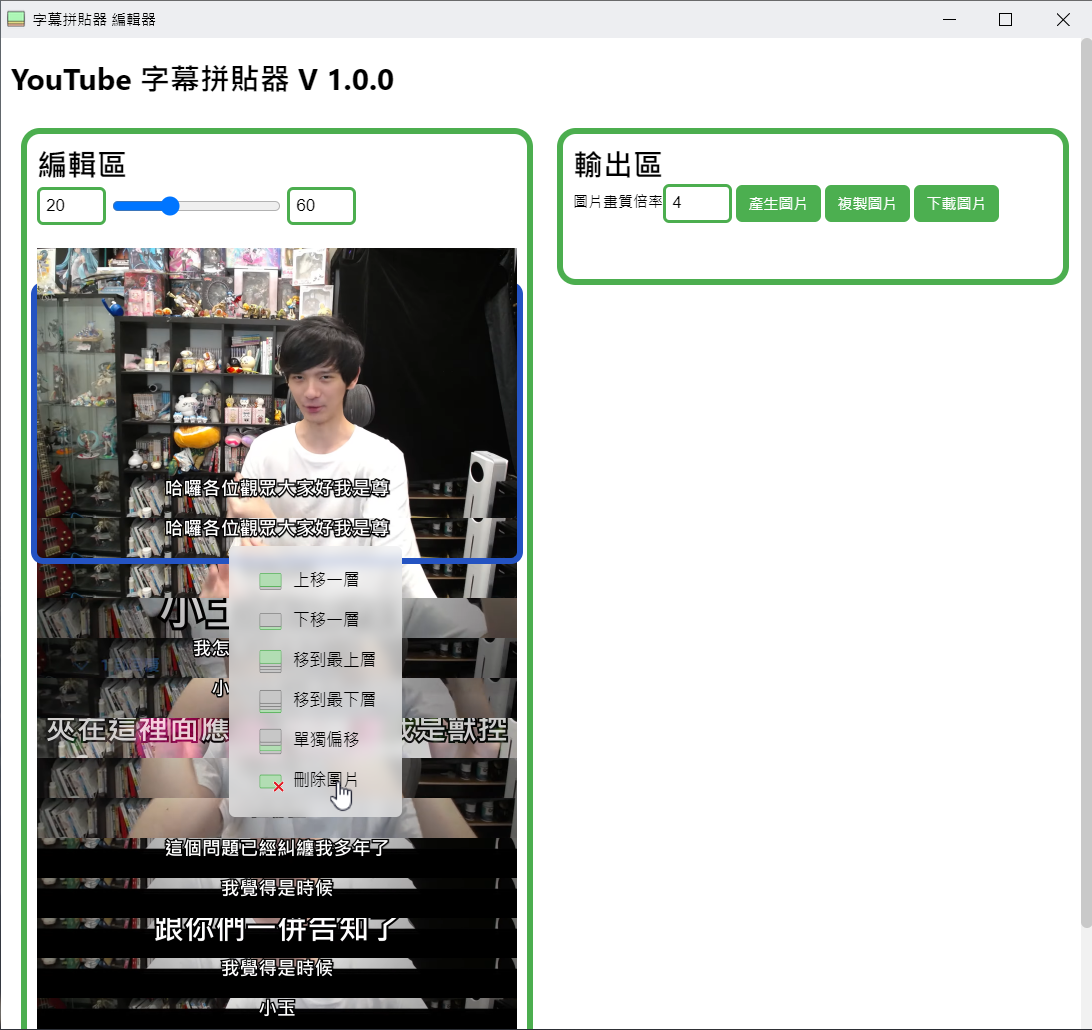 字幕拼貼器 編輯器
YouTube 字幕拼貼器 V 1.0.0
編輯區
20
60
輸出區
圖片畫質倍率
4
產生圖片
複製圖片
下載圖片
哈囉各位觀眾大家好我是尊
哈囉各位觀眾大家好我是尊
上移一層
下移一層
移到最上層
移到最下層
單獨偏移
刪除圖片
小玉
我怎
小
夾在這裡面應
我是獸控
這個問題已經糾纏我多年了
我覺得是時候
跟你們一併告知了
我覺得是時候
小玉